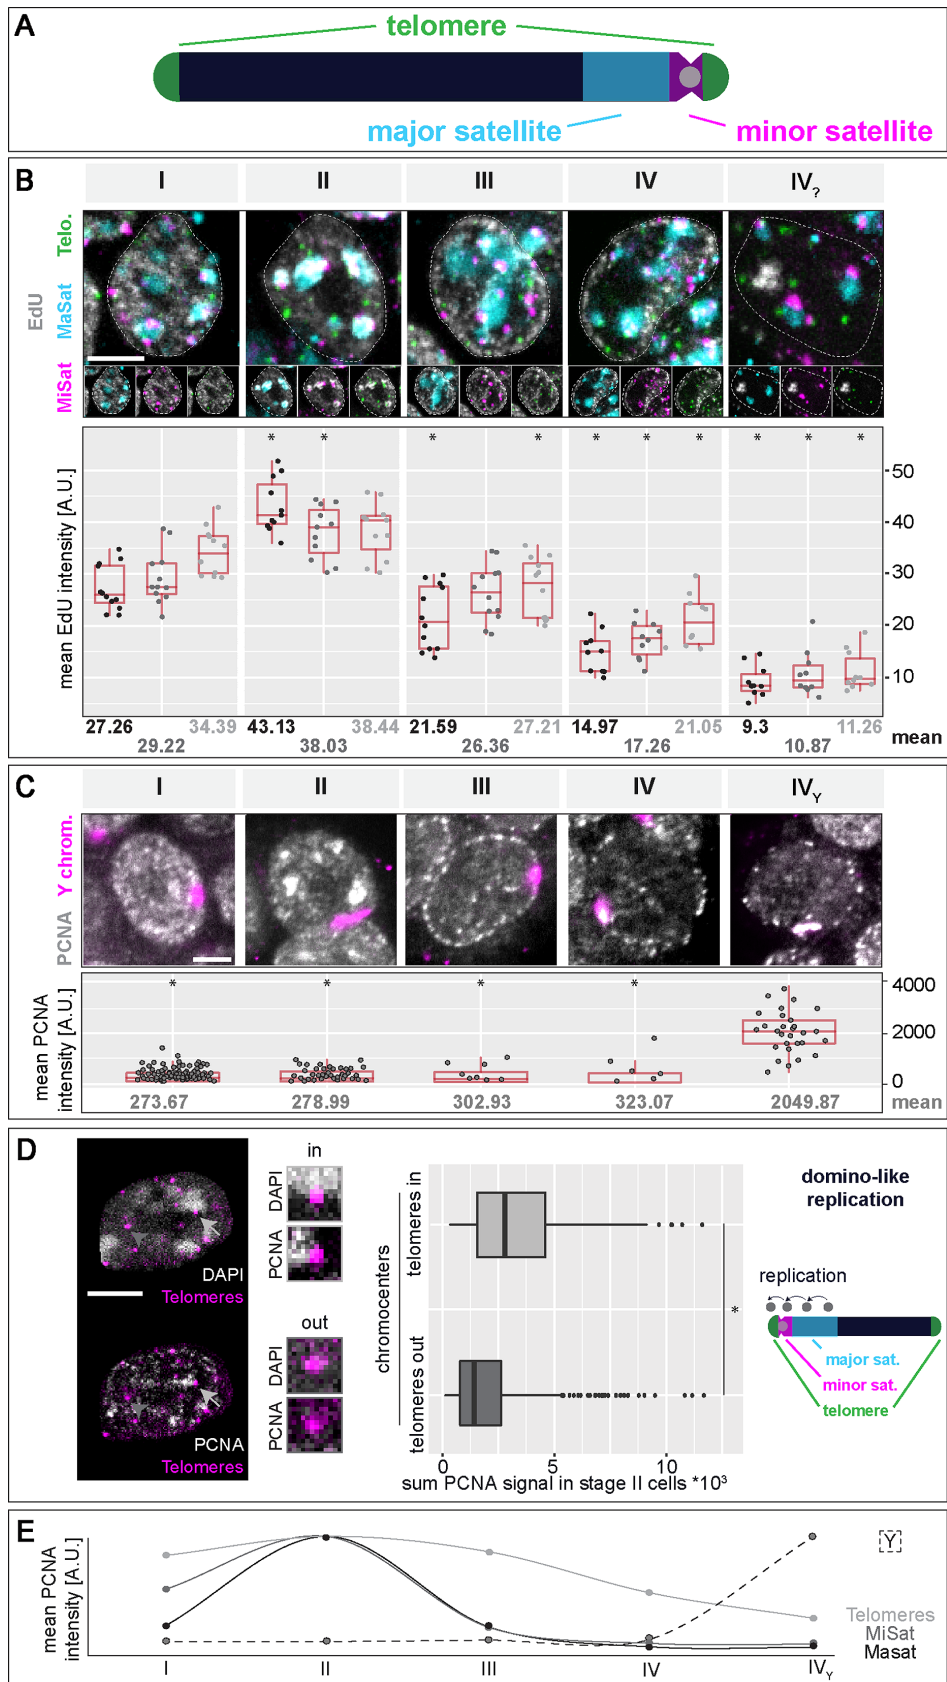 A
telomere
major satellite
minor satellite
B
I
II
III
IV
IV?
MiSat MaSat Telo.
EdU
* * * * * * * * * *
mean EdU intensity [A.U.]
50
40
30
20
10
27.26 34.39 43.13 38.44 21.59 27.21 14.97 21.05 9.3 11.26 mean
29.22 38.03 26.36 17.26 10.87
C
I
II
III
IV
IVY
PCNA Y chrom.
* * * *
mean PCNA
intensity [A.U.]
4000
2000
0
273.67 278.99 302.93 323.07 2049.87 mean
D
DAPI
Telomeres
PCNA
Telomeres
in
DAPI
PCNA
out
DAPI
PCNA
chromocenters
telomeres in
telomeres out
*
0 5 10
sum PCNA signal in stage II cells *10³
domino-like
replication
replication
major sat.
minor sat.
telomere
E
mean PCNA
intensity [A.U.]
Y
Telomeres
MiSat
Masat
I II III IV IVY